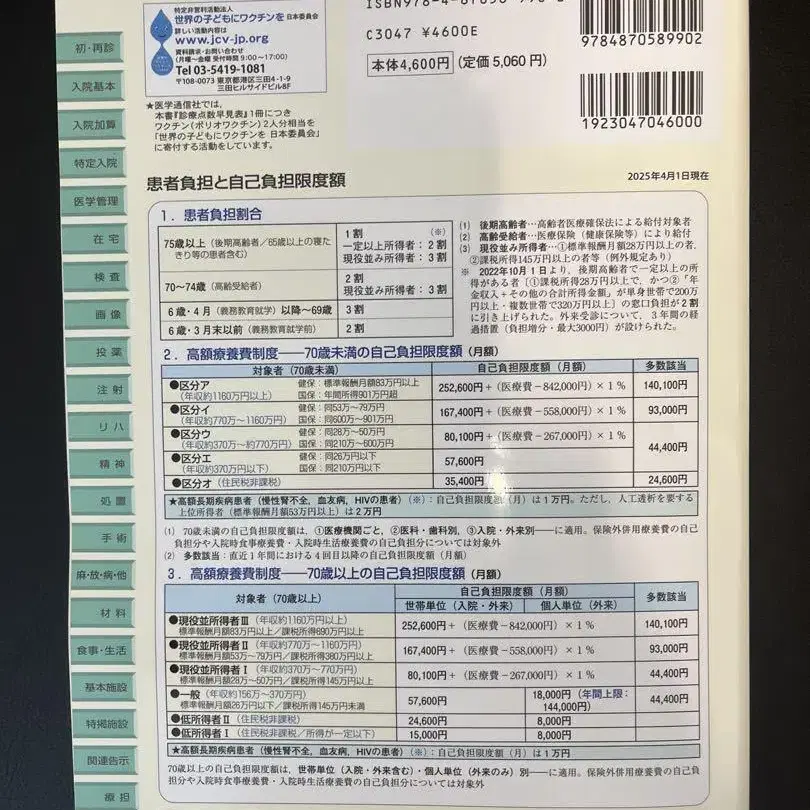 特定非営利活動法人
世界の子どもにワクチンを 日本委員会
詳しい活動内容は
www.jcv-jp.org
資料請求・お問い合わせ
(月曜〜金曜 受付時間 9:00〜17:00)
Tel 03-5419-1081
〒108-0073 東京都港区三田4-1-9
三田ヒルサイドビル8F
★医学通信社では,
本書『診療点数早見表』1冊につき
ワクチン(ポリオワクチン)2人分相当を
「世界の子どもにワクチンを 日本委員会」
に寄付する活動をしています。
C3047 ¥4600E
本体4,600円 (定価5,060円)
9784870589902
1923047046000
初・再診
入院基本
入院加算
特定入院
医学管理
在宅
検査
画像
投薬
注射
リハ
精神
処置
手術
麻・放・病・他
材料
食事・生活
基本施設
特掲施設
関連告示
療担
患者負担と自己負担限度額
2025年4月1日現在
1.患者負担割合
75歳以上(後期高齢者/65歳以上の寝た
きり等の患者含む)
1割 (※)
一定以上所得者:2割
現役並み所得者:3割
70〜74歳(高齢受給者)
2割
現役並み所得者:3割
6歳・4月(義務教育就学)以降〜69歳
3割
6歳・3月末以前(義務教育就学前)
2割
(1) 後期高齢者…高齢者医療確保法による給付対象者
(2) 高齢受給者…医療保険(健康保険等)により給付
(3) 現役並み所得者…①標準報酬月額28万円以上の者,
②課税所得145万円以上の者等(例外規定あり)
※ 2022年10月1日より,後期高齢者で一定以上の所
得がある者(①課税所得28万円以上で,かつ②「年
金収入+その他の合計所得金額」が単身世帯で200万
円以上・複数世帯で320万円以上)の窓口負担が2割
に引き上げられた。外来受診について,3年間の経
過措置(負担増分・最大3000円)が設けられた。
2.高額療養費制度──70歳未満の自己負担限度額(月額)
対象者(70歳未満) 自己負担限度額(月額) 多数該当
●区分ア 健保:標準報酬月額83万円以上
(年収約1160万円以上) 国保:年間所得901万円超
252,600円+(医療費−842,000円)×1% 140,100円
●区分イ 健保:同53万〜79万円
(年収約770万〜1160万円) 国保:同600万〜901万円
167,400円+(医療費−558,000円)×1% 93,000円
●区分ウ 健保:同28万〜50万円
(年収約370万〜約770万円) 国保:同210万〜600万円
80,100円+(医療費−267,000円)×1% 44,400円
●区分エ 健保:同26万円以下
(年収約370万円以下) 国保:同210万円以下
57,600円
●区分オ(住民税非課税) 35,400円 24,600円
★高額長期疾病患者(慢性腎不全,血友病,HIVの患者)(※):自己負担限度額(月)は1万円。ただし,人工透析を要する
上位所得者(標準報酬月額53万円以上)は2万円
(1) 70歳未満の自己負担限度額は,①医療機関ごと,②医科・歯科別,③入院・外来別──に適用。保険外併用療養費の自己
負担分や入院時食事療養費・入院時生活療養費の自己負担分については対象外
(2) 多数該当:直近1年間における4回目以降の自己負担限度額(月額)
3.高額療養費制度──70歳以上の自己負担限度額(月額)
対象者(70歳以上) 自己負担限度額(月額) 多数該当
世帯単位(入院・外来) 個人単位(外来)
●現役並所得者Ⅲ(年収約1160万円以上)
標準報酬月額83万円以上/課税所得690万円以上
252,600円+(医療費−842,000円)×1% 140,100円
●現役並所得者Ⅱ(年収約770万〜1160万円)
標準報酬月額53万〜79万円/課税所得380万円以上
167,400円+(医療費−558,000円)×1% 93,000円
●現役並所得者Ⅰ(年収約370万〜770万円)
標準報酬月額28万〜50万円/課税所得145万円以上
80,100円+(医療費−267,000円)×1% 44,400円
●一般(年収約156万〜370万円)
標準報酬月額26万円以下/課税所得145万円未満
57,600円 18,000円(年間上限:
144,000円) 44,400円
●低所得者Ⅱ(住民税非課税) 24,600円 8,000円
●低所得者Ⅰ(住民税非課税/所得が一定以下) 15,000円 8,000円
★高額長期疾病患者(慢性腎不全,血友病,HIVの患者)(※):自己負担限度額(月)は1万円
70歳以上の自己負担限度額は,世帯単位(入院・外来含む)・個人単位(外来のみ)別──に適用。保険外併用療養費の自己負
担分や入院時食事療養費・入院時生活療養費の自己負担分については対象外